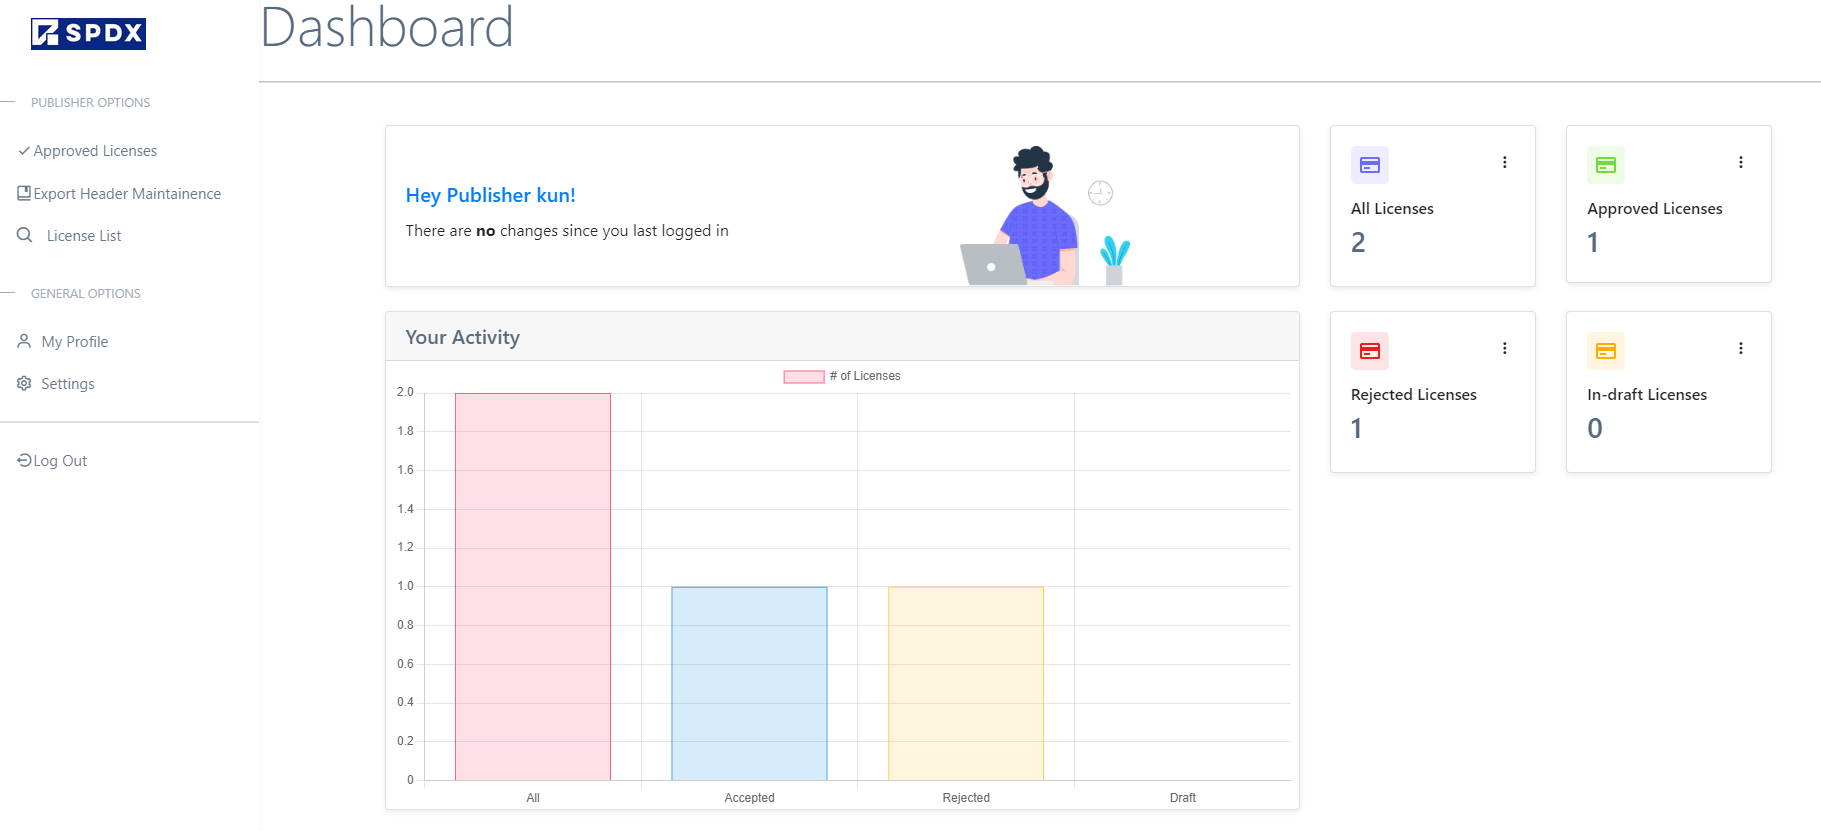 SPDX
PUBLISHER OPTIONS
Approved Licenses
Export Header Maintainence
License List
GENERAL OPTIONS
My Profile
Settings
Log Out
Dashboard
Hey Publisher kun!
There are no changes since you last logged in
All Licenses
2
Approved Licenses
1
Rejected Licenses
1
In-draft Licenses
0
Your Activity
# of Licenses
2.0
1.8
1.6
1.4
1.2
1.0
0.8
0.6
0.4
0.2
0
All Accepted Rejected Draft